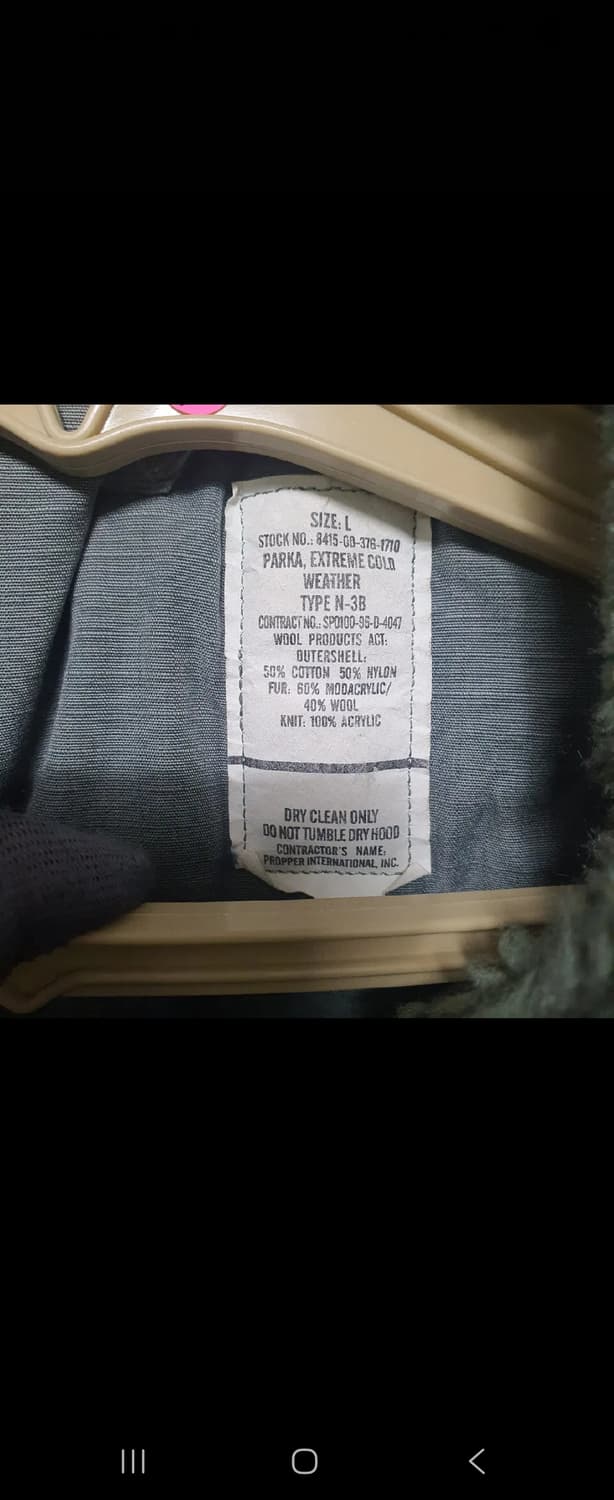 SIZE: L
STOCK NO.: 8415-00-376-1710
PARKA, EXTREME COLD
WEATHER
TYPE N-3B
CONTRACT NO.: SPO100-95-D-4047
WOOL PRODUCTS ACT:
OUTERSHELL:
50% COTTON 50% NYLON
FUR: 60% MODACRYLIC/
40% WOOL
KNIT: 100% ACRYLIC
DRY CLEAN ONLY
DO NOT TUMBLE DRY HOOD
CONTRACTOR'S NAME:
PROPPER INTERNATIONAL, INC.